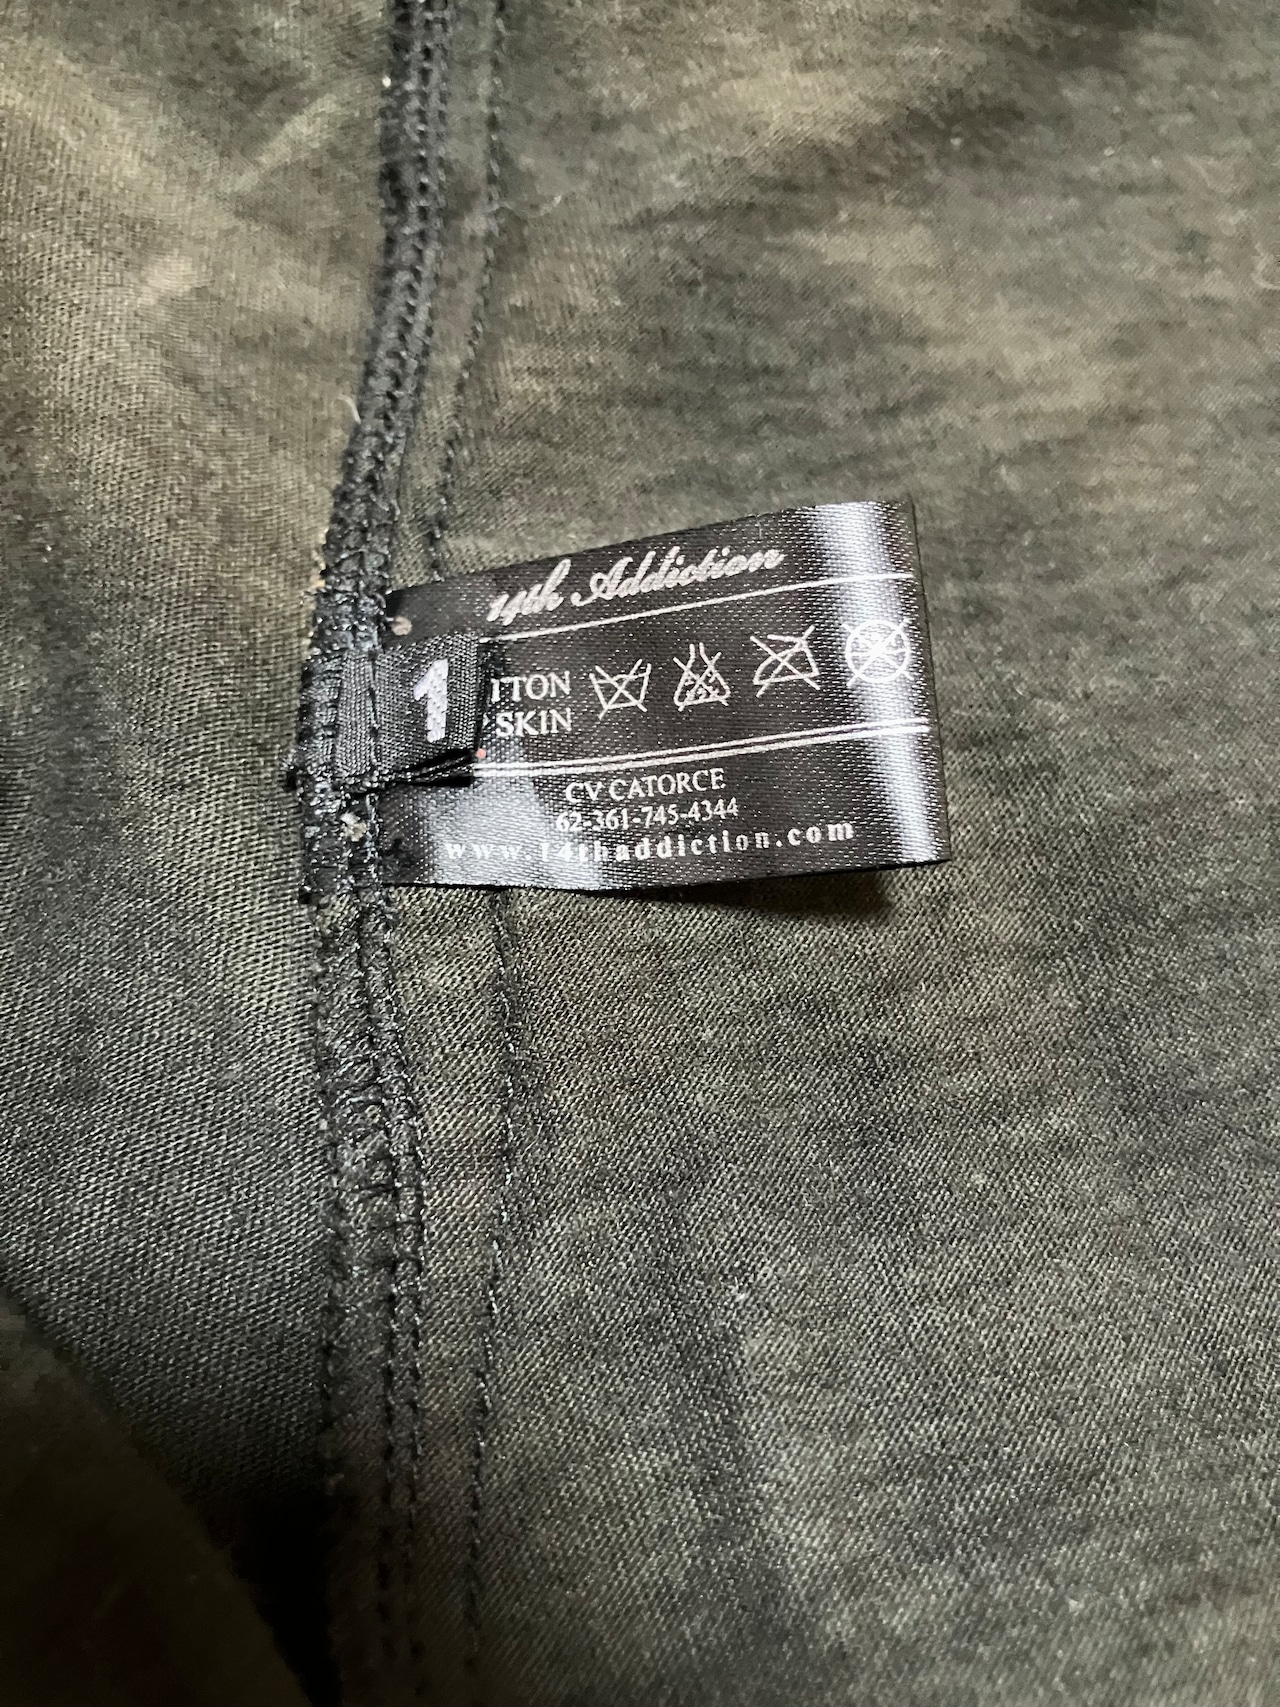 14th Addiction
1
TTON
SKIN
CV CATORCE
62-361-745-4344
www.14thaddiction.com